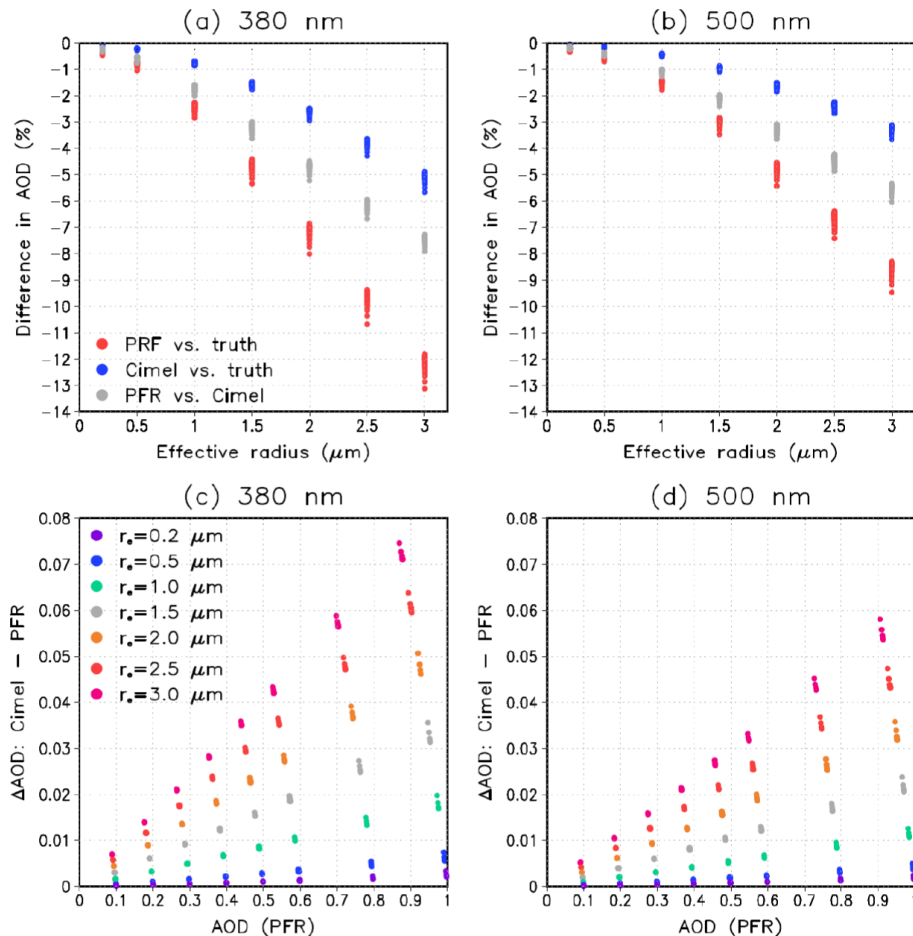 (a) 380 nm
(b) 500 nm
Difference in AOD (%)
0
-1
-2
-3
-4
-5
-6
-7
-8
-9
-10
-11
-12
-13
-14
PRF vs. truth
Cimel vs. truth
PFR vs. Cimel
0 0.5 1 1.5 2 2.5 3
Effective radius (μm)
Difference in AOD (%)
0
-1
-2
-3
-4
-5
-6
-7
-8
-9
-10
-11
-12
-13
-14
0 0.5 1 1.5 2 2.5 3
Effective radius (μm)
(c) 380 nm
(d) 500 nm
ΔAOD: Cimel - PFR
0.08
0.07
0.06
0.05
0.04
0.03
0.02
0.01
0
rₑ=0.2 μm
rₑ=0.5 μm
rₑ=1.0 μm
rₑ=1.5 μm
rₑ=2.0 μm
rₑ=2.5 μm
rₑ=3.0 μm
0.1 0.2 0.3 0.4 0.5 0.6 0.7 0.8 0.9 1
AOD (PFR)
ΔAOD: Cimel - PFR
0.08
0.07
0.06
0.05
0.04
0.03
0.02
0.01
0
0.1 0.2 0.3 0.4 0.5 0.6 0.7 0.8 0.9 1
AOD (PFR)